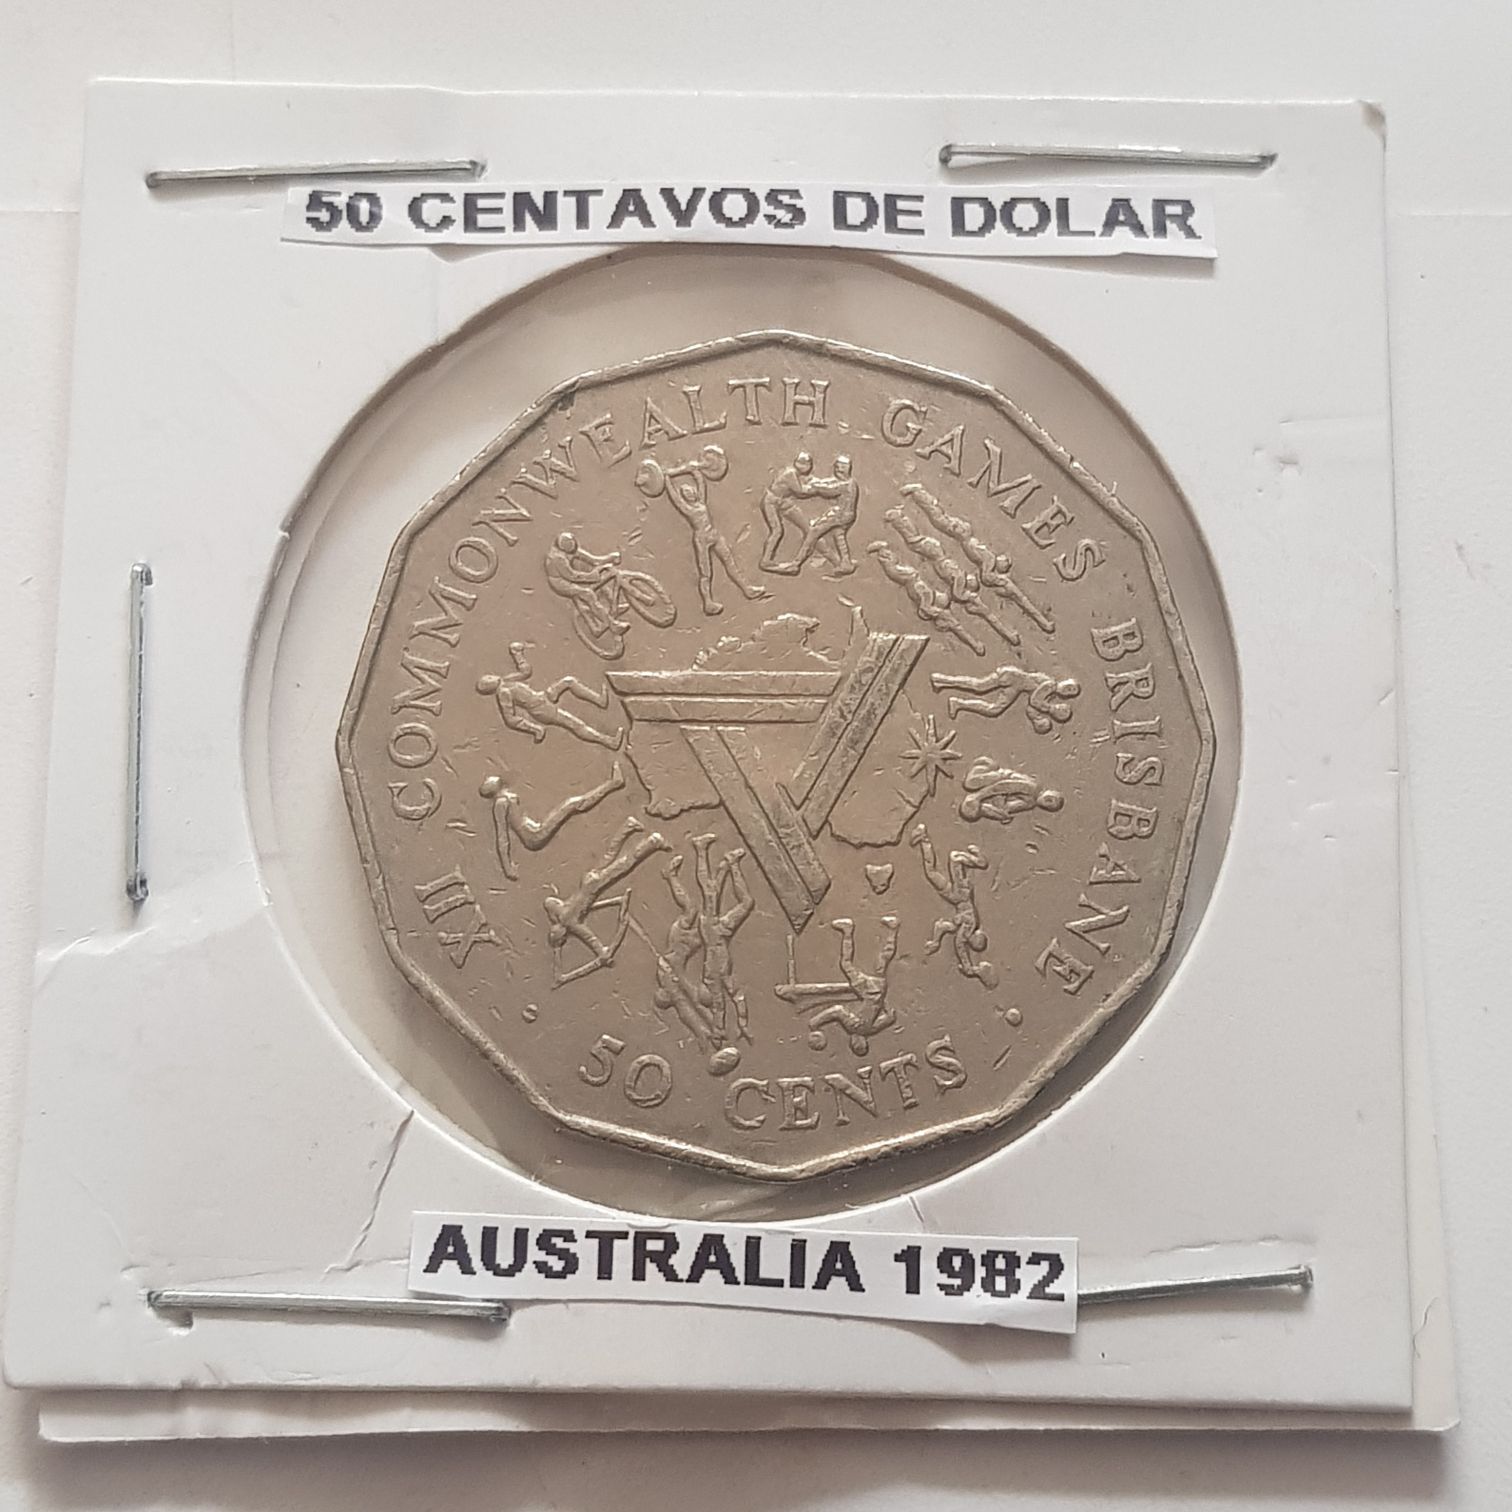 50 CENTAVOS DE DOLAR
XII COMMONWEALTH GAMES BRISBANE
50 CENTS
AUSTRALIA 1982